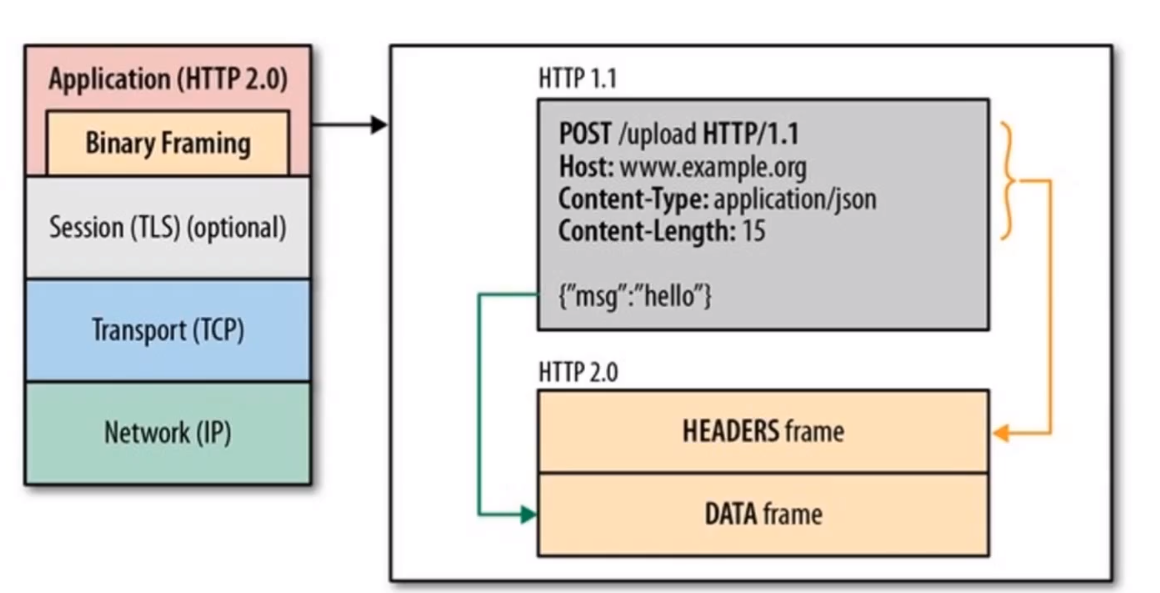 Application (HTTP 2.0)
Binary Framing
Session (TLS) (optional)
Transport (TCP)
Network (IP)
HTTP 1.1
POST /upload HTTP/1.1
Host: www.example.org
Content-Type: application/json
Content-Length: 15
{"msg":"hello"}
HTTP 2.0
HEADERS frame
DATA frame